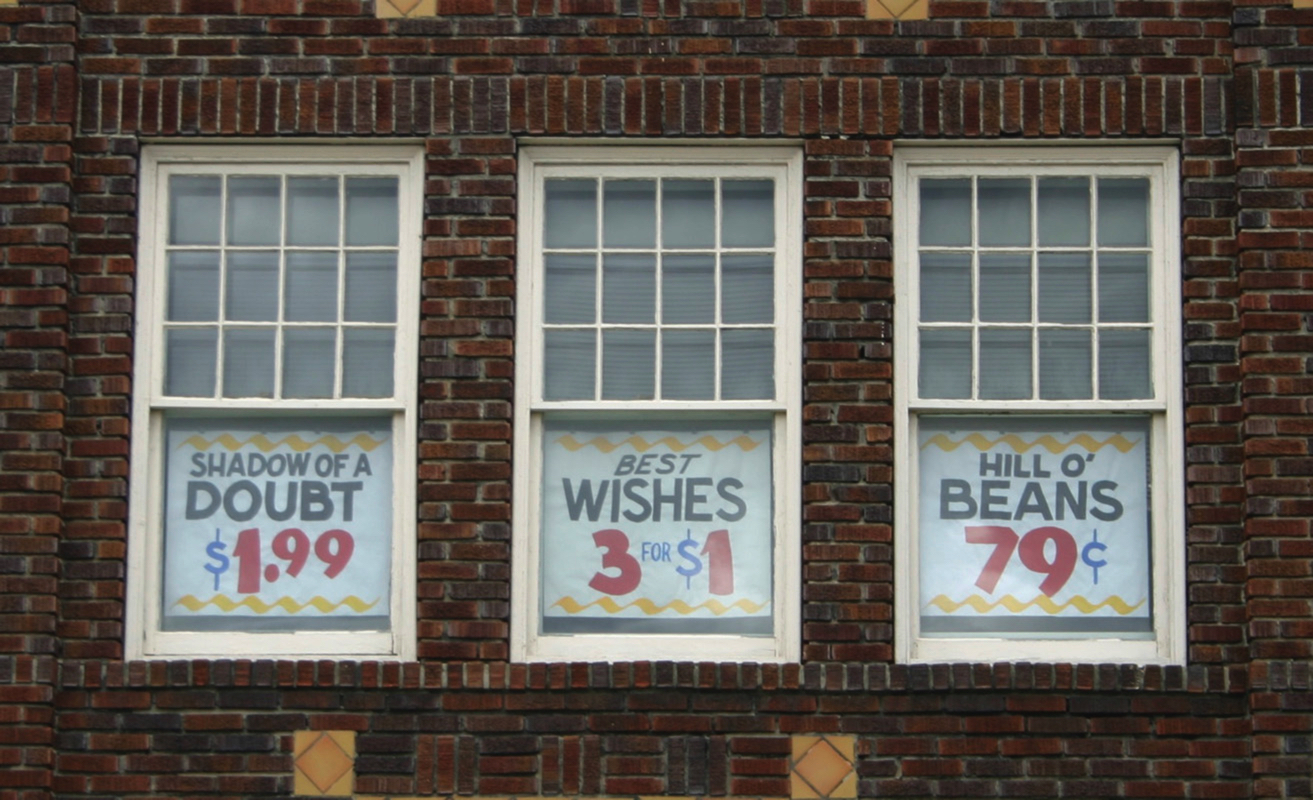 SHADOW OF A
DOUBT
$1.99
BEST
WISHES
3 FOR $1
HILL O'
BEANS
79¢